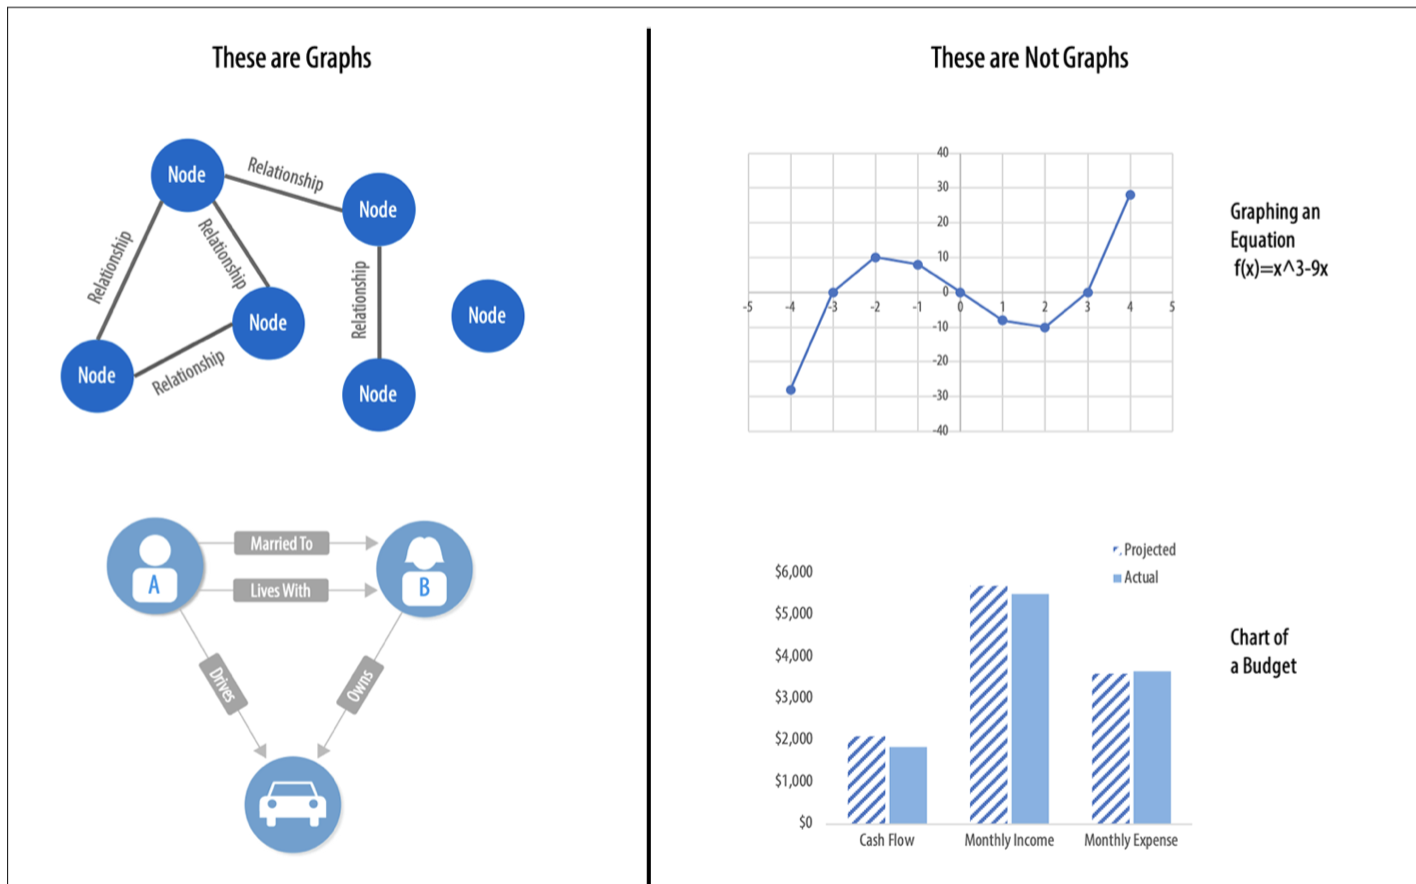 These are Graphs
Node
Relationship
Node
Relationship
Relationship
Relationship
Node
Node
Relationship
Node
Node
A
Married To
Lives With
B
Drives
Owns
These are Not Graphs
40
30
20
10
0
-10
-20
-30
-40
-5 -4 -3 -2 -1 0 1 2 3 4 5
Graphing an
Equation
f(x)=x^3-9x
Projected
Actual
$6,000
$5,000
$4,000
$3,000
$2,000
$1,000
$0
Cash Flow Monthly Income Monthly Expense
Chart of
a Budget